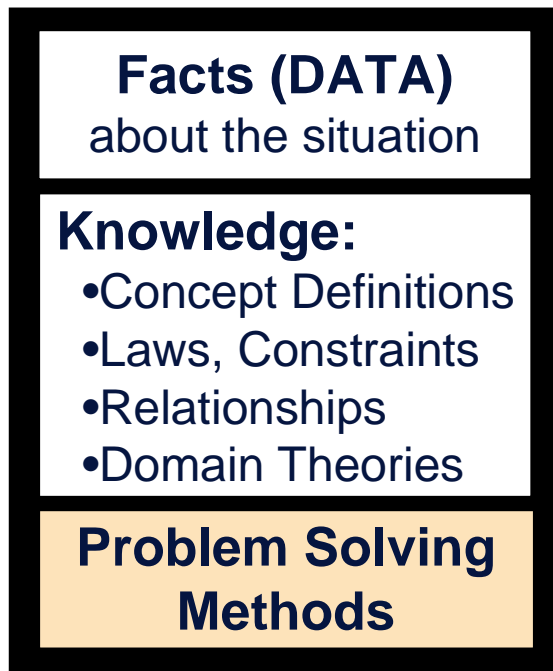 Facts (DATA)
about the situation
Knowledge:
•Concept Definitions
•Laws, Constraints
•Relationships
•Domain Theories
Problem Solving
Methods